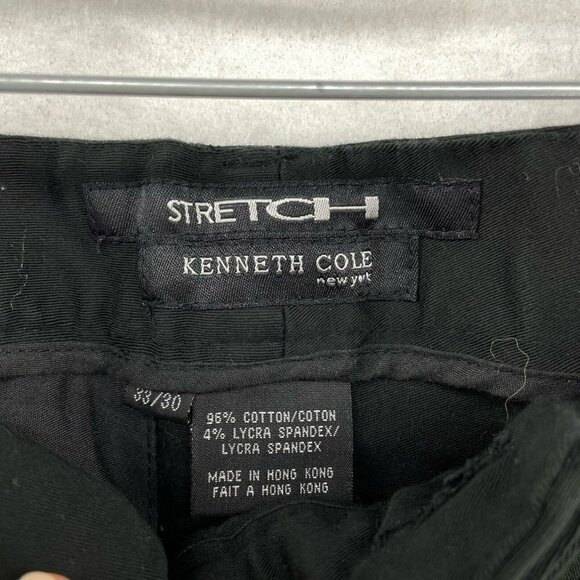 STRETCH
KENNETH COLE
new york
33/30
96% COTTON/COTON
4% LYCRA SPANDEX/
LYCRA SPANDEX
MADE IN HONG KONG
FAIT A HONG KONG